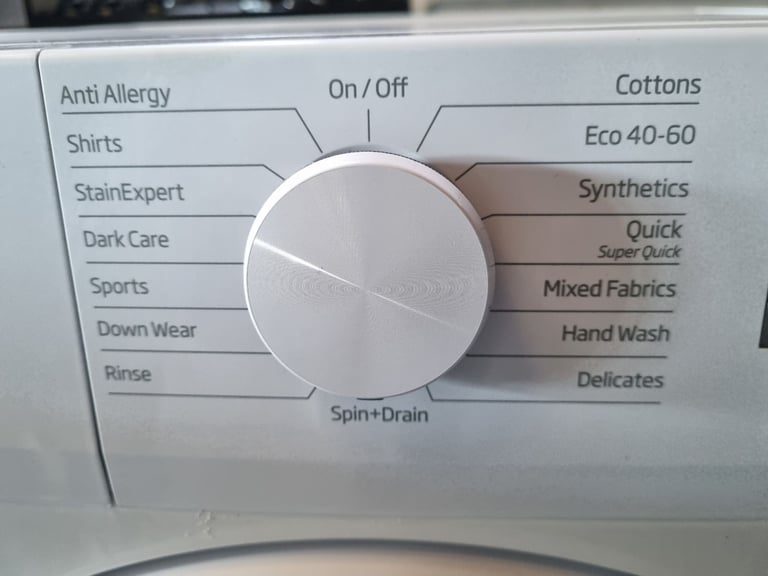 On / Off
Anti Allergy
Shirts
StainExpert
Dark Care
Sports
Down Wear
Rinse
Cottons
Eco 40-60
Synthetics
Quick
Super Quick
Mixed Fabrics
Hand Wash
Delicates
Spin+Drain